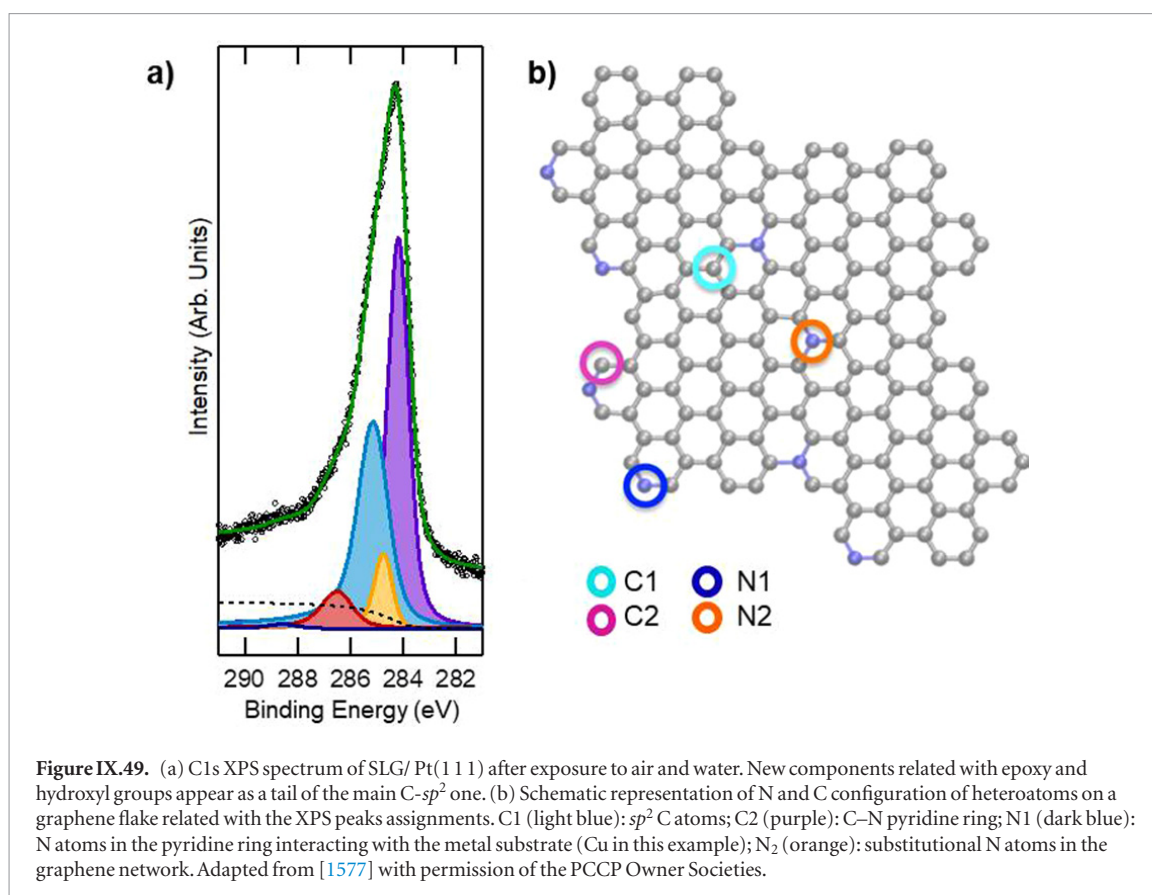 a)
b)
Intensity (Arb. Units)
290 288 286 284 282
Binding Energy (eV)
C1 N1
C2 N2
Figure IX.49. (a) C1s XPS spectrum of SLG/ Pt(1 1 1) after exposure to air and water. New components related with epoxy and
hydroxyl groups appear as a tail of the main C-sp² one. (b) Schematic representation of N and C configuration of heteroatoms on a
graphene flake related with the XPS peaks assignments. C1 (light blue): sp² C atoms; C2 (purple): C–N pyridine ring; N1 (dark blue):
N atoms in the pyridine ring interacting with the metal substrate (Cu in this example); N₂ (orange): substitutional N atoms in the
graphene network. Adapted from [1577] with permission of the PCCP Owner Societies.